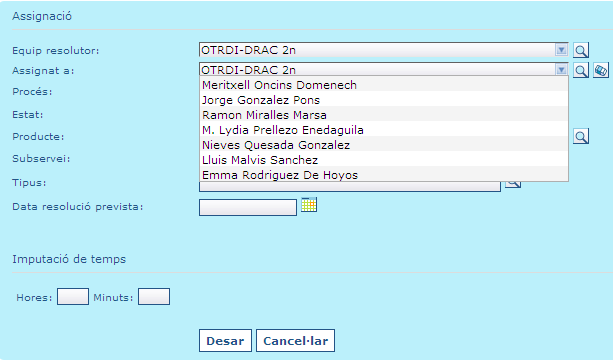 Assignació
Equip resolutor: OTRDI-DRAC 2n
Assignat a: OTRDI-DRAC 2n
Meritxell Oncins Domenech
Procés:
Jorge Gonzalez Pons
Estat:
Ramon Miralles Marsa
M. Lydia Prellezo Enedaguila
Producte:
Nieves Quesada Gonzalez
Subservei:
Lluis Malvis Sanchez
Emma Rodriguez De Hoyos
Tipus:
Data resolució prevista:
Imputació de temps
Hores: Minuts:
Desar Cancel·lar